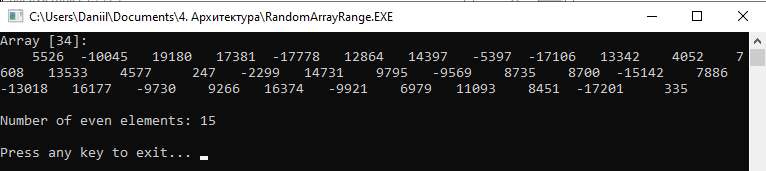 C:\Users\Daniil\Documents\4. Архитектура\RandomArrayRange.EXE
Array [34]:
    5526  -10045   19180   17381  -17778   12864   14397   -5397  -17106   13342    4052    7
608   13533    4577     247   -2299   14731    9795   -9569    8735    8700  -15142    7886
-13018   16177   -9730    9266   16374   -9921    6979   11093    8451  -17201     335
Number of even elements: 15
Press any key to exit...